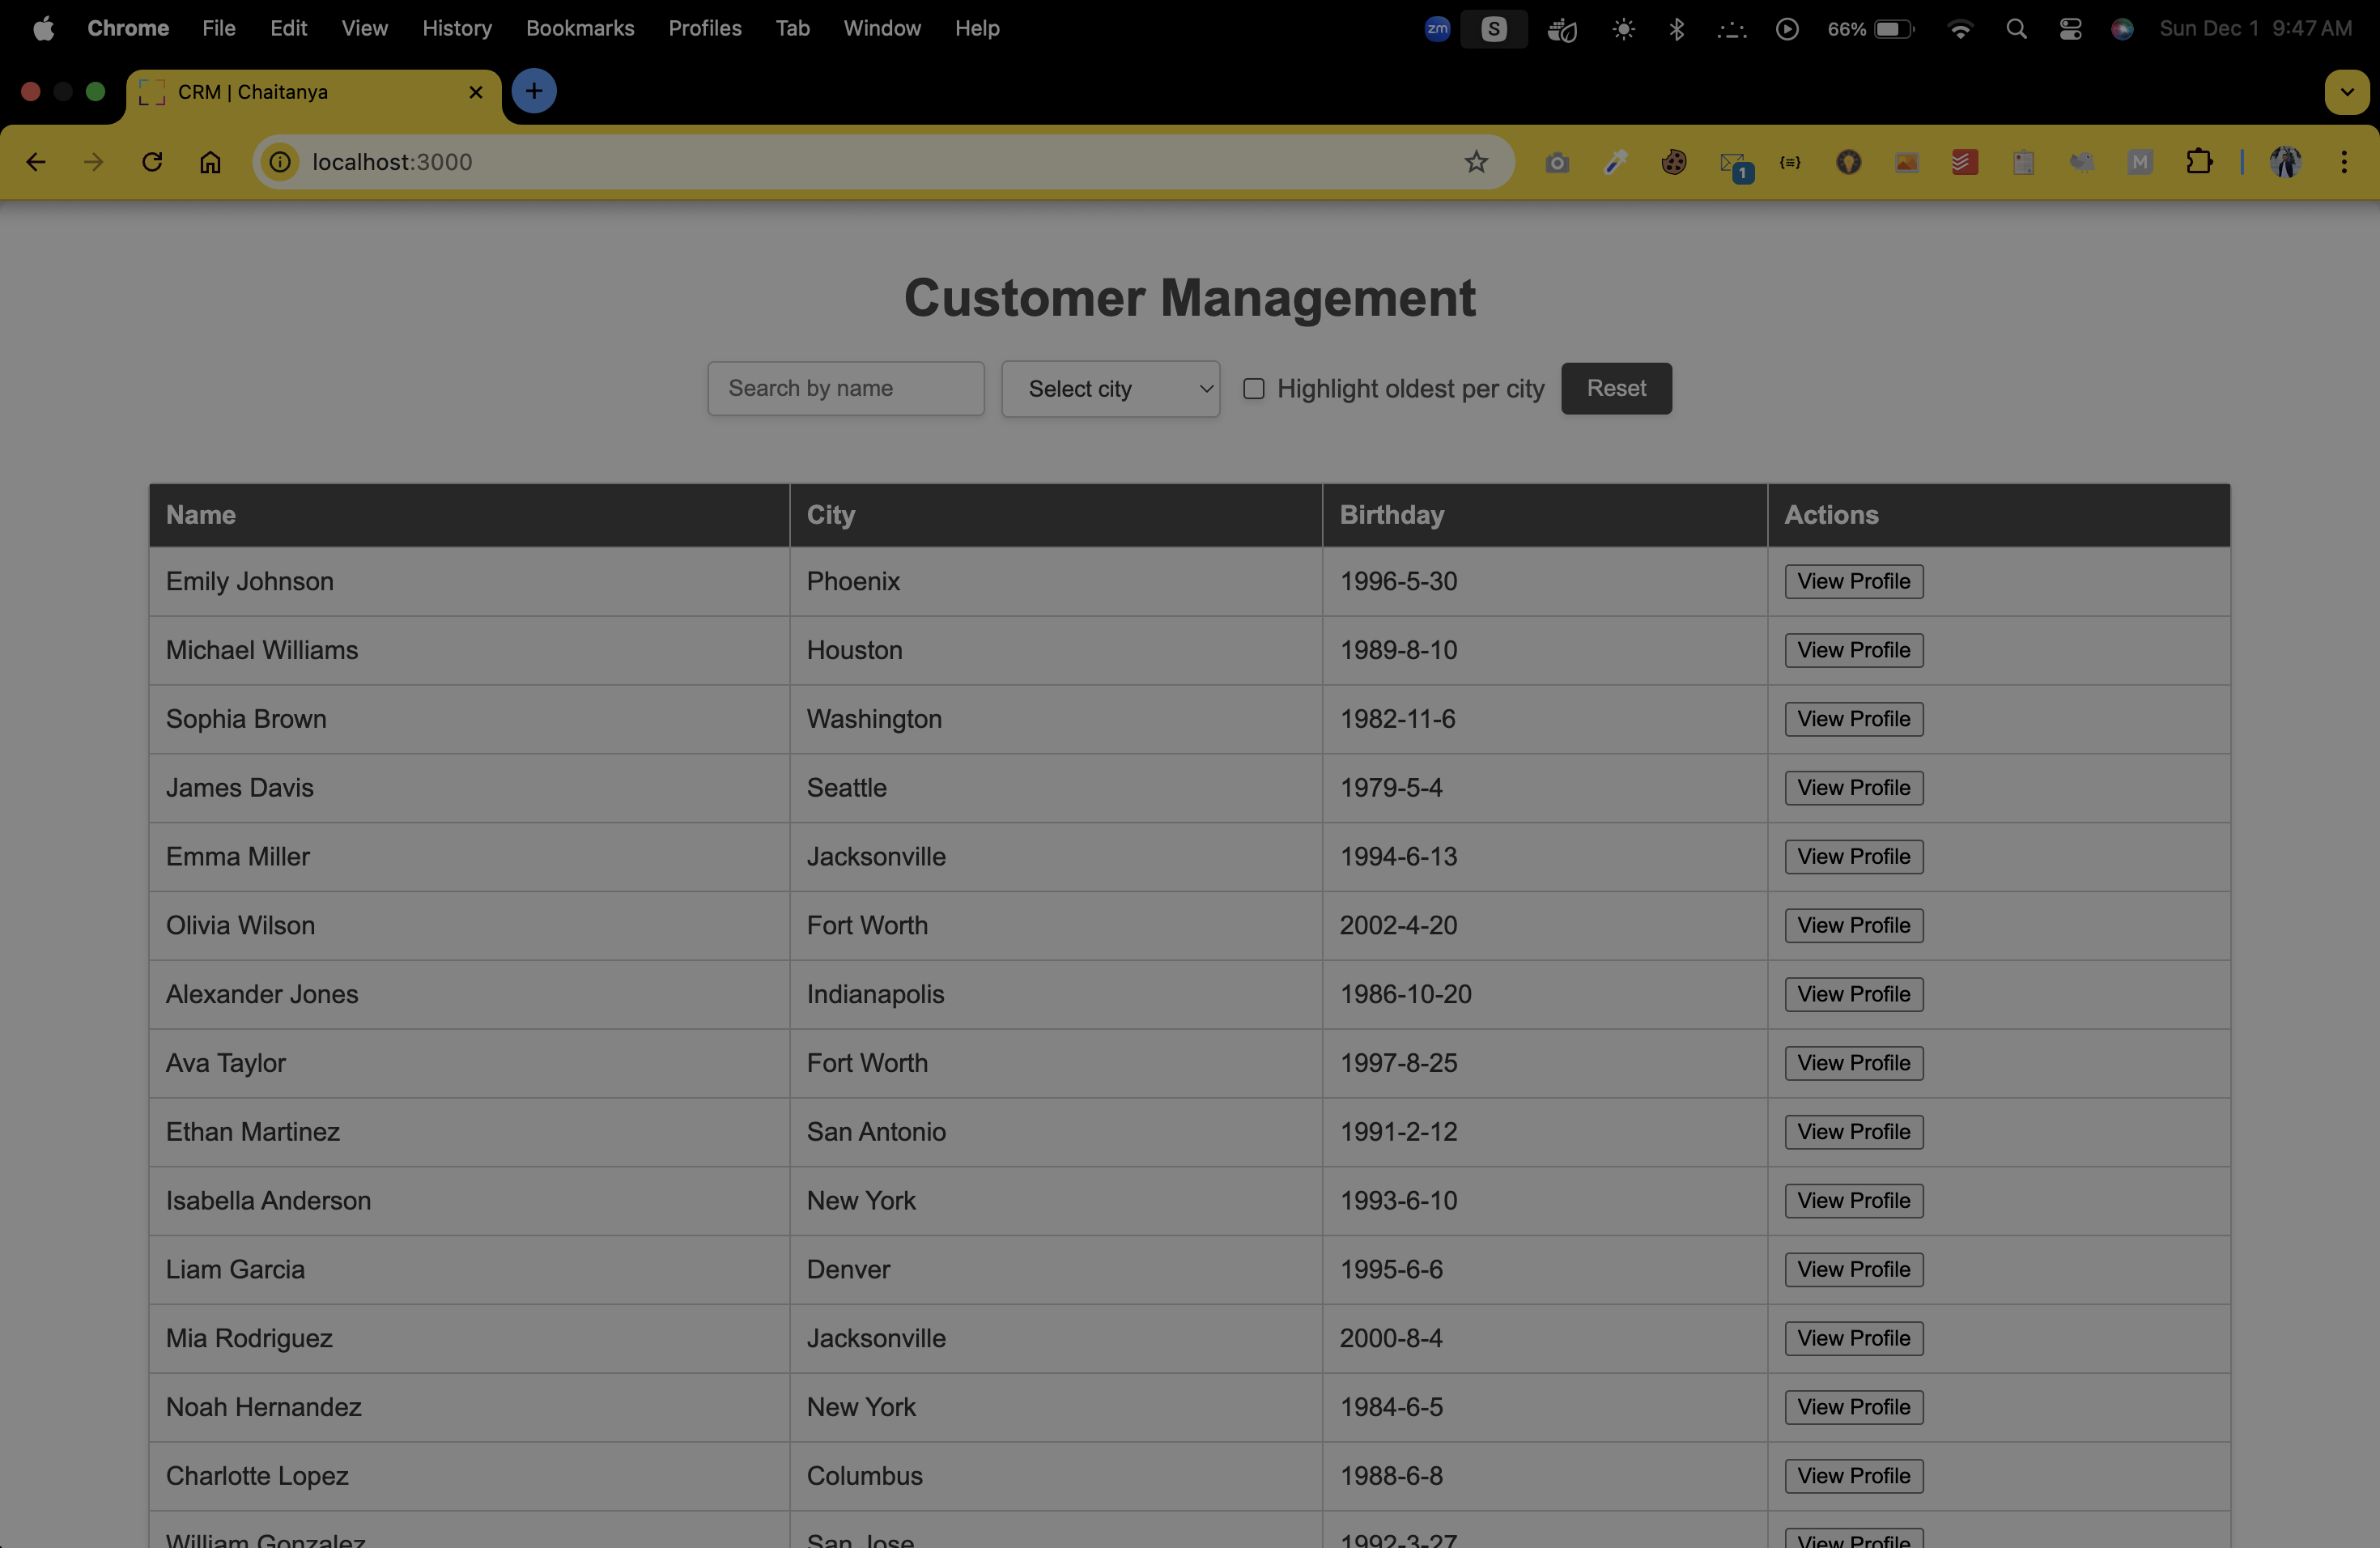 Chrome File Edit View History Bookmarks Profiles Tab Window Help zm S 66% Sun Dec 1 9:47 AM
CRM | Chaitanya
localhost:3000 1 {≡} M
Customer Management
Search by name Select city Highlight oldest per city Reset
Name City Birthday Actions
Emily Johnson Phoenix 1996-5-30 View Profile
Michael Williams Houston 1989-8-10 View Profile
Sophia Brown Washington 1982-11-6 View Profile
James Davis Seattle 1979-5-4 View Profile
Emma Miller Jacksonville 1994-6-13 View Profile
Olivia Wilson Fort Worth 2002-4-20 View Profile
Alexander Jones Indianapolis 1986-10-20 View Profile
Ava Taylor Fort Worth 1997-8-25 View Profile
Ethan Martinez San Antonio 1991-2-12 View Profile
Isabella Anderson New York 1993-6-10 View Profile
Liam Garcia Denver 1995-6-6 View Profile
Mia Rodriguez Jacksonville 2000-8-4 View Profile
Noah Hernandez New York 1984-6-5 View Profile
Charlotte Lopez Columbus 1988-6-8 View Profile
William Gonzalez San Jose 1992-3-27 View Profile